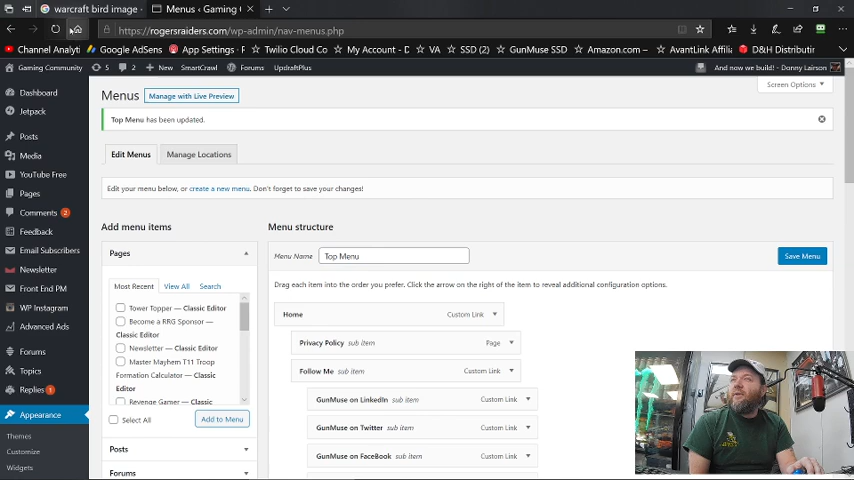 warcraft bird image
Menus ‹ Gaming C
https://rogersraiders.com/wp-admin/nav-menus.php
Channel Analyti
Google AdSens
App Settings - F
Twilio Cloud Co
My Account - D
VA
SSD (2)
GunMuse SSD
Amazon.com –
AvantLink Affilia
D&H Distributin
Gaming Community
5
2
New
SmartCrawl
Forums
UpdraftPlus
And now we build! - Donny Lairson
Screen Options
Dashboard
Jetpack
Posts
Media
YouTube Free
Pages
Comments 2
Feedback
Email Subscribers
Newsletter
Front End PM
WP Instagram
Advanced Ads
Forums
Topics
Replies 1
Appearance
Themes
Customize
Widgets
Menus
Manage with Live Preview
Top Menu has been updated.
Edit Menus
Manage Locations
Edit your menu below, or create a new menu. Don't forget to save your changes!
Add menu items
Pages
Most Recent
View All
Search
Tower Topper — Classic Editor
Become a RRG Sponsor —
Classic Editor
Newsletter — Classic Editor
Master Mayhem T11 Troop
Formation Calculator — Classic
Editor
Revenge Gamer — Classic
Select All
Add to Menu
Posts
Forums
Menu structure
Menu Name
Top Menu
Save Menu
Drag each item into the order you prefer. Click the arrow on the right of the item to reveal additional configuration options.
Home
Custom Link
Privacy Policy sub item
Page
Follow Me sub item
Custom Link
GunMuse on LinkedIn sub item
Custom Link
GunMuse on Twitter sub item
Custom Link
GunMuse on FaceBook sub item
Custom Link